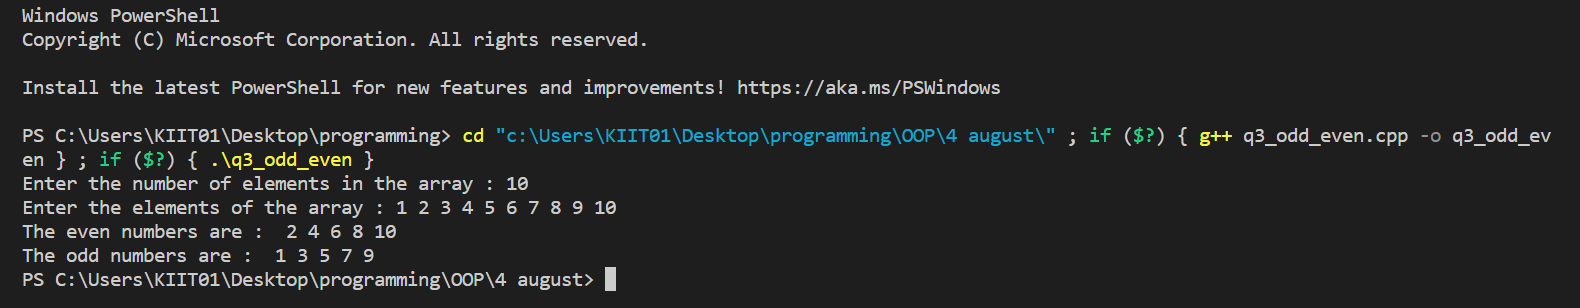 Windows PowerShell
Copyright (C) Microsoft Corporation. All rights reserved.
Install the latest PowerShell for new features and improvements! https://aka.ms/PSWindows
PS C:\Users\KIIT01\Desktop\programming> cd "c:\Users\KIIT01\Desktop\programming\OOP\4 august\" ; if ($?) { g++ q3_odd_even.cpp -o q3_odd_ev
en } ; if ($?) { .\q3_odd_even }
Enter the number of elements in the array : 10
Enter the elements of the array : 1 2 3 4 5 6 7 8 9 10
The even numbers are :  2 4 6 8 10
The odd numbers are :  1 3 5 7 9
PS C:\Users\KIIT01\Desktop\programming\OOP\4 august>